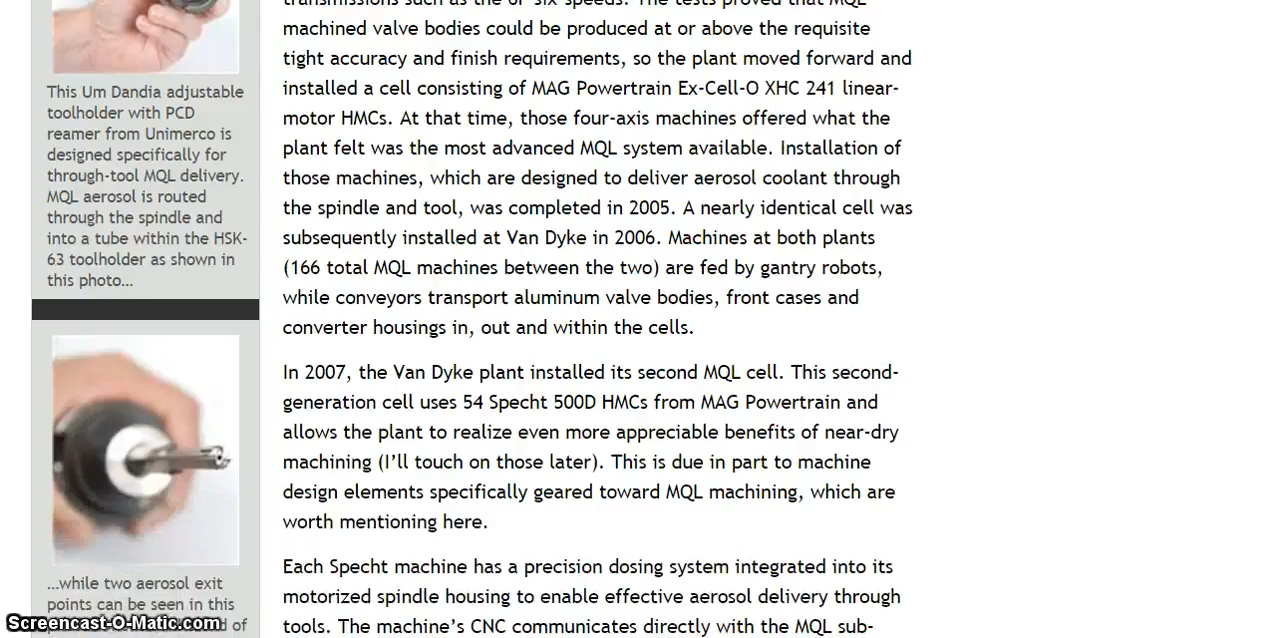 This Um Dandia adjustable
toolholder with PCD
reamer from Unimerco is
designed specifically for
through-tool MQL delivery.
MQL aerosol is routed
through the spindle and
into a tube within the HSK-
63 toolholder as shown in
this photo...
...while two aerosol exit
points can be seen in this
of
Screencast-O-Matic.com
transmissions such as the six-speeds. The tests proved that MQL
machined valve bodies could be produced at or above the requisite
tight accuracy and finish requirements, so the plant moved forward and
installed a cell consisting of MAG Powertrain Ex-Cell-O XHC 241 linear-
motor HMCs. At that time, those four-axis machines offered what the
plant felt was the most advanced MQL system available. Installation of
those machines, which are designed to deliver aerosol coolant through
the spindle and tool, was completed in 2005. A nearly identical cell was
subsequently installed at Van Dyke in 2006. Machines at both plants
(166 total MQL machines between the two) are fed by gantry robots,
while conveyors transport aluminum valve bodies, front cases and
converter housings in, out and within the cells.
In 2007, the Van Dyke plant installed its second MQL cell. This second-
generation cell uses 54 Specht 500D HMCs from MAG Powertrain and
allows the plant to realize even more appreciable benefits of near-dry
machining (I’ll touch on those later). This is due in part to machine
design elements specifically geared toward MQL machining, which are
worth mentioning here.
Each Specht machine has a precision dosing system integrated into its
motorized spindle housing to enable effective aerosol delivery through
tools. The machine’s CNC communicates directly with the MQL sub-